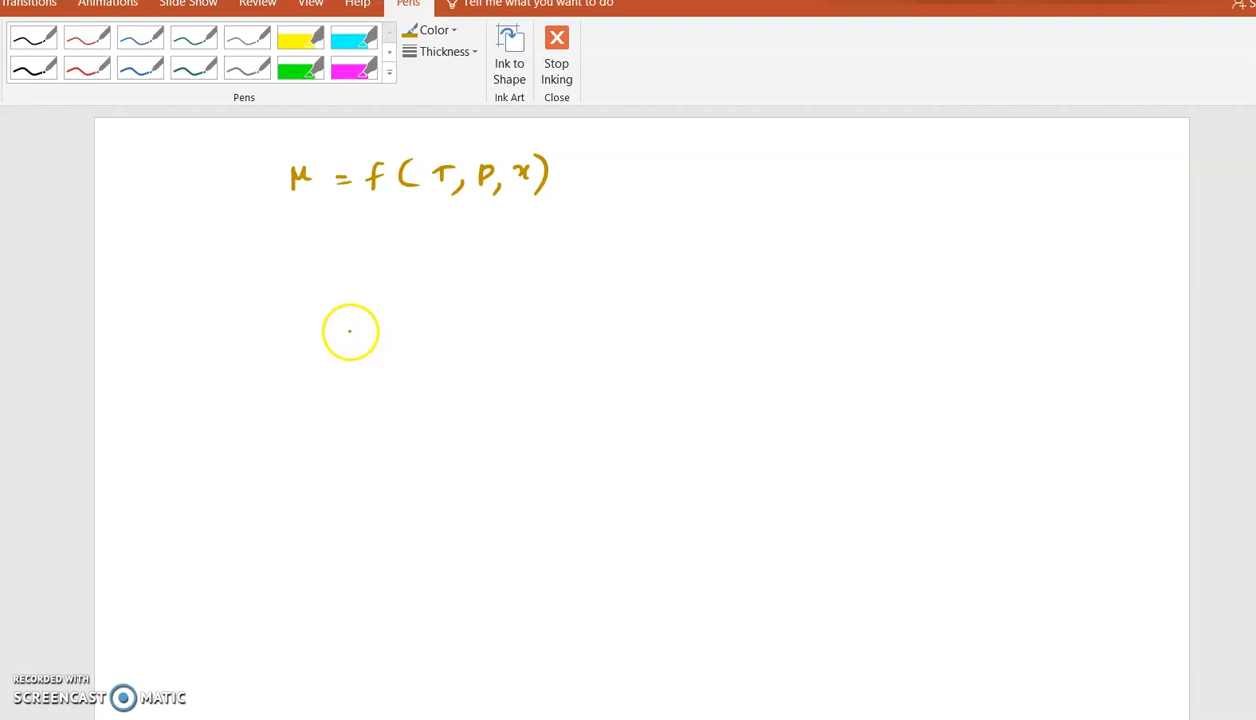 Transitions Animations Slide Show Review View Help Pens Tell me what you want to do
Color
Thickness
Ink to Shape
Stop Inking
Pens
Ink Art
Close
μ = f ( T, P, x)
RECORDED WITH
SCREENCAST MATIC